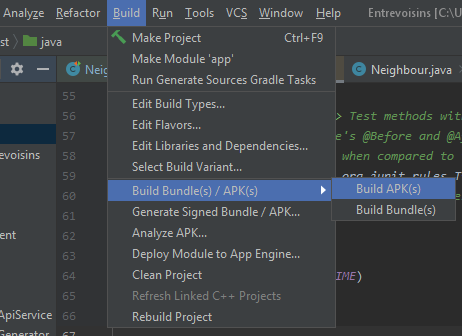 Analyze Refactor Build Run Tools VCS Window Help Entrevoisins [C:\U
st java
Make Project Ctrl+F9
Make Module 'app'
Run Generate Sources Gradle Tasks
Edit Build Types...
Edit Flavors...
Edit Libraries and Dependencies...
Select Build Variant...
Build Bundle(s) / APK(s)
Build APK(s)
Build Bundle(s)
Generate Signed Bundle / APK...
Analyze APK...
Deploy Module to App Engine...
Clean Project
Refresh Linked C++ Projects
Rebuild Project
Neig
Neighbour.java
55
56
57
58
59
60
61
62
63
64
65
66
67
> Test methods wit
e's @Before and @A
when compared to
org.junit.rules.T
e
IME)
evoisins
ent
ApiService
Generator